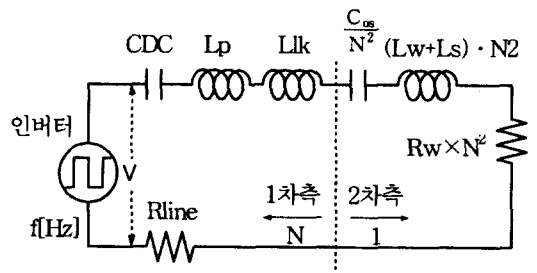 C_os/N²
CDC Lp Llk (Lw+Ls)·N2
인버터
V
Rw×N²
f[Hz]
Rline
1차측 2차측
N 1